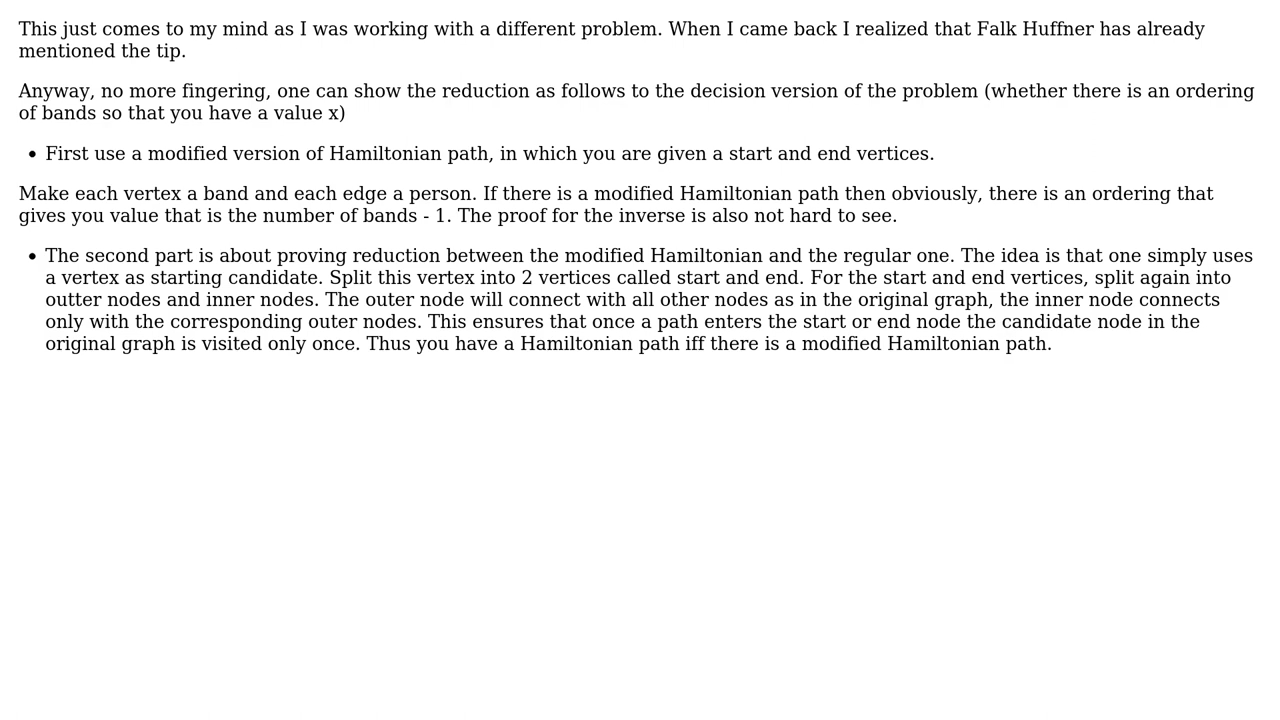 This just comes to my mind as I was working with a different problem. When I came back I realized that Falk Huffner has already
mentioned the tip.
Anyway, no more fingering, one can show the reduction as follows to the decision version of the problem (whether there is an ordering
of bands so that you have a value x)
• First use a modified version of Hamiltonian path, in which you are given a start and end vertices.
Make each vertex a band and each edge a person. If there is a modified Hamiltonian path then obviously, there is an ordering that
gives you value that is the number of bands - 1. The proof for the inverse is also not hard to see.
• The second part is about proving reduction between the modified Hamiltonian and the regular one. The idea is that one simply uses
a vertex as starting candidate. Split this vertex into 2 vertices called start and end. For the start and end vertices, split again into
outter nodes and inner nodes. The outer node will connect with all other nodes as in the original graph, the inner node connects
only with the corresponding outer nodes. This ensures that once a path enters the start or end node the candidate node in the
original graph is visited only once. Thus you have a Hamiltonian path iff there is a modified Hamiltonian path.